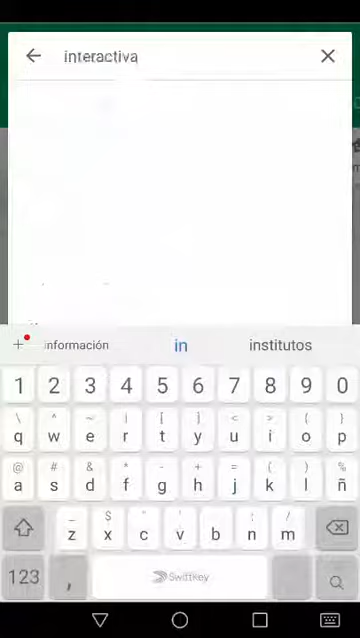 interactiva
información in institutos
1 2 3 4 5 6 7 8 9 0
\ ^ ~ | [ ] < > { }
q w e r t y u i o p
@ # & * - + = ( ) %
a s d f g h j k l ñ
_ $ " ' : ; /
z x c v b n m
123 , SwiftKey